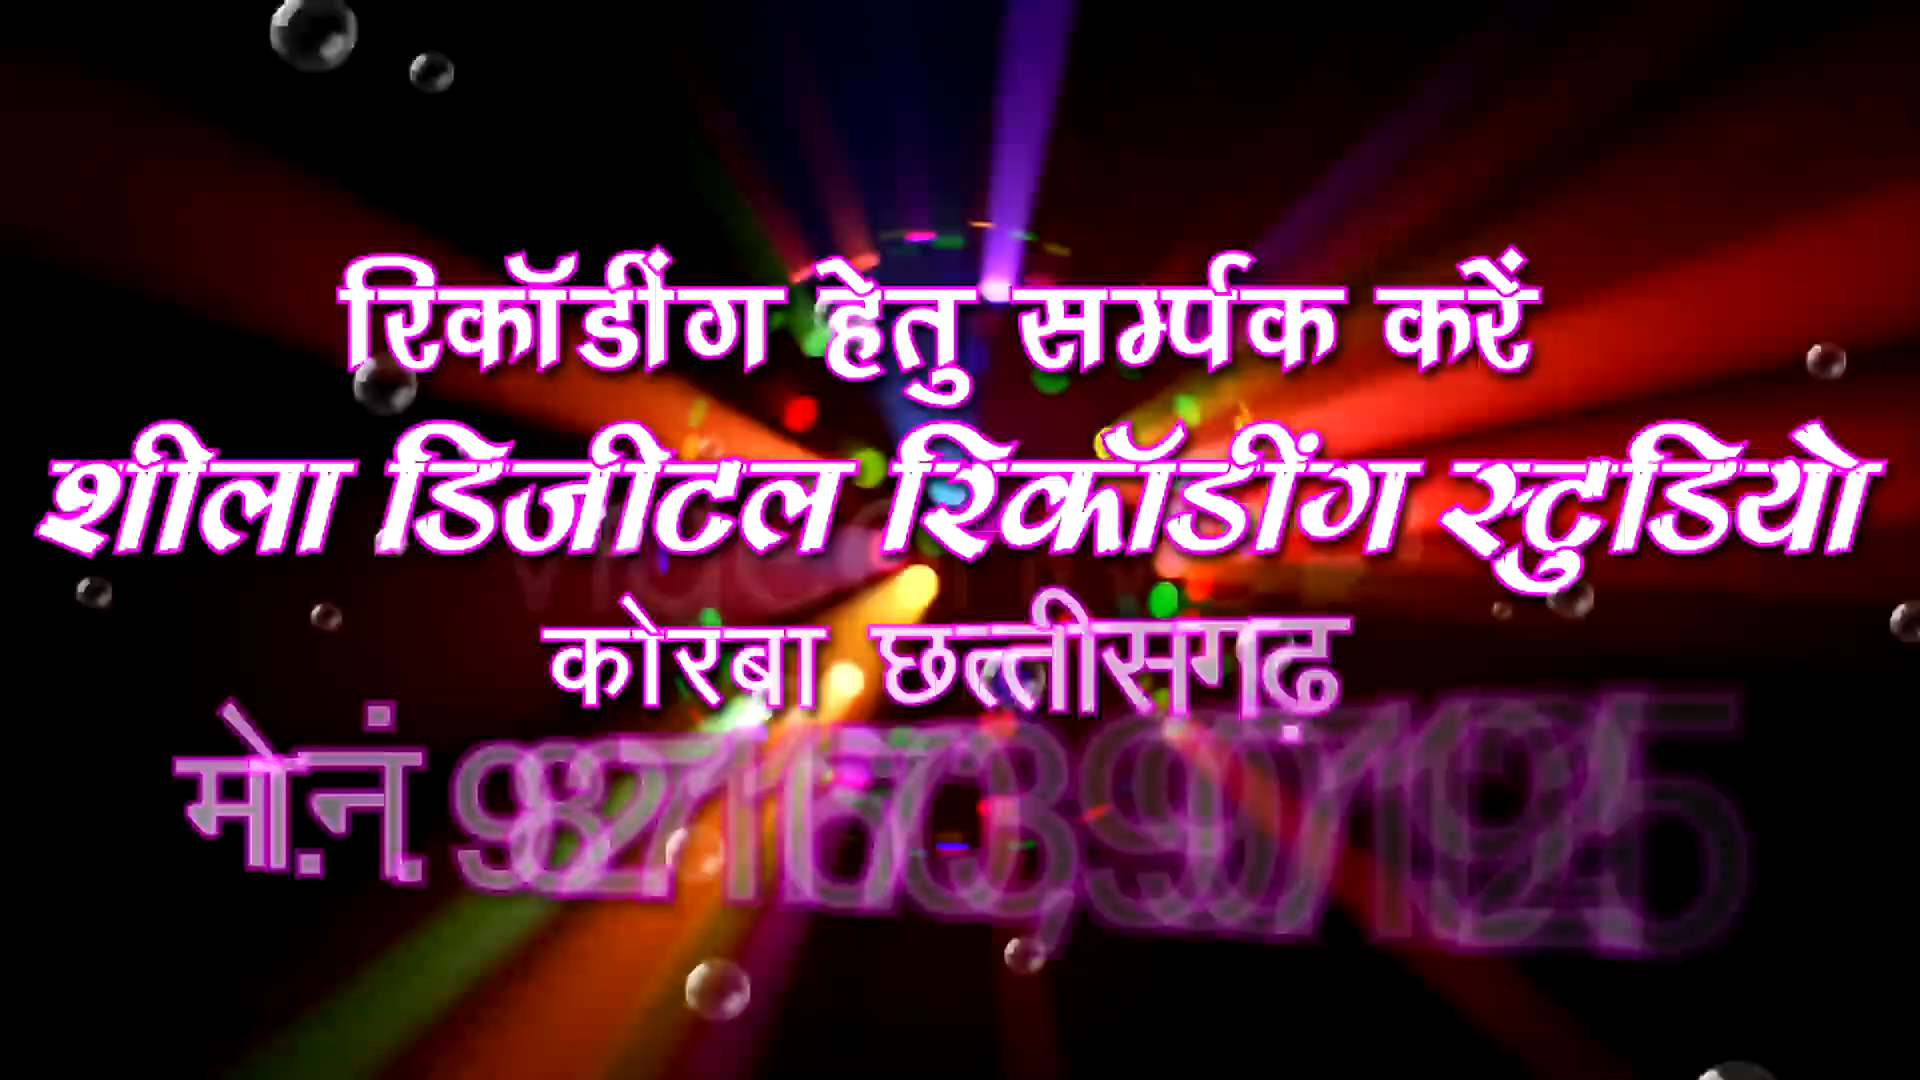 रिकॉडींग हेतु सर्म्पक करें
शीला डिजीटल रिकॉडींग स्टुडियो
कोरबा छत्तीसगढ़
मो.नं.